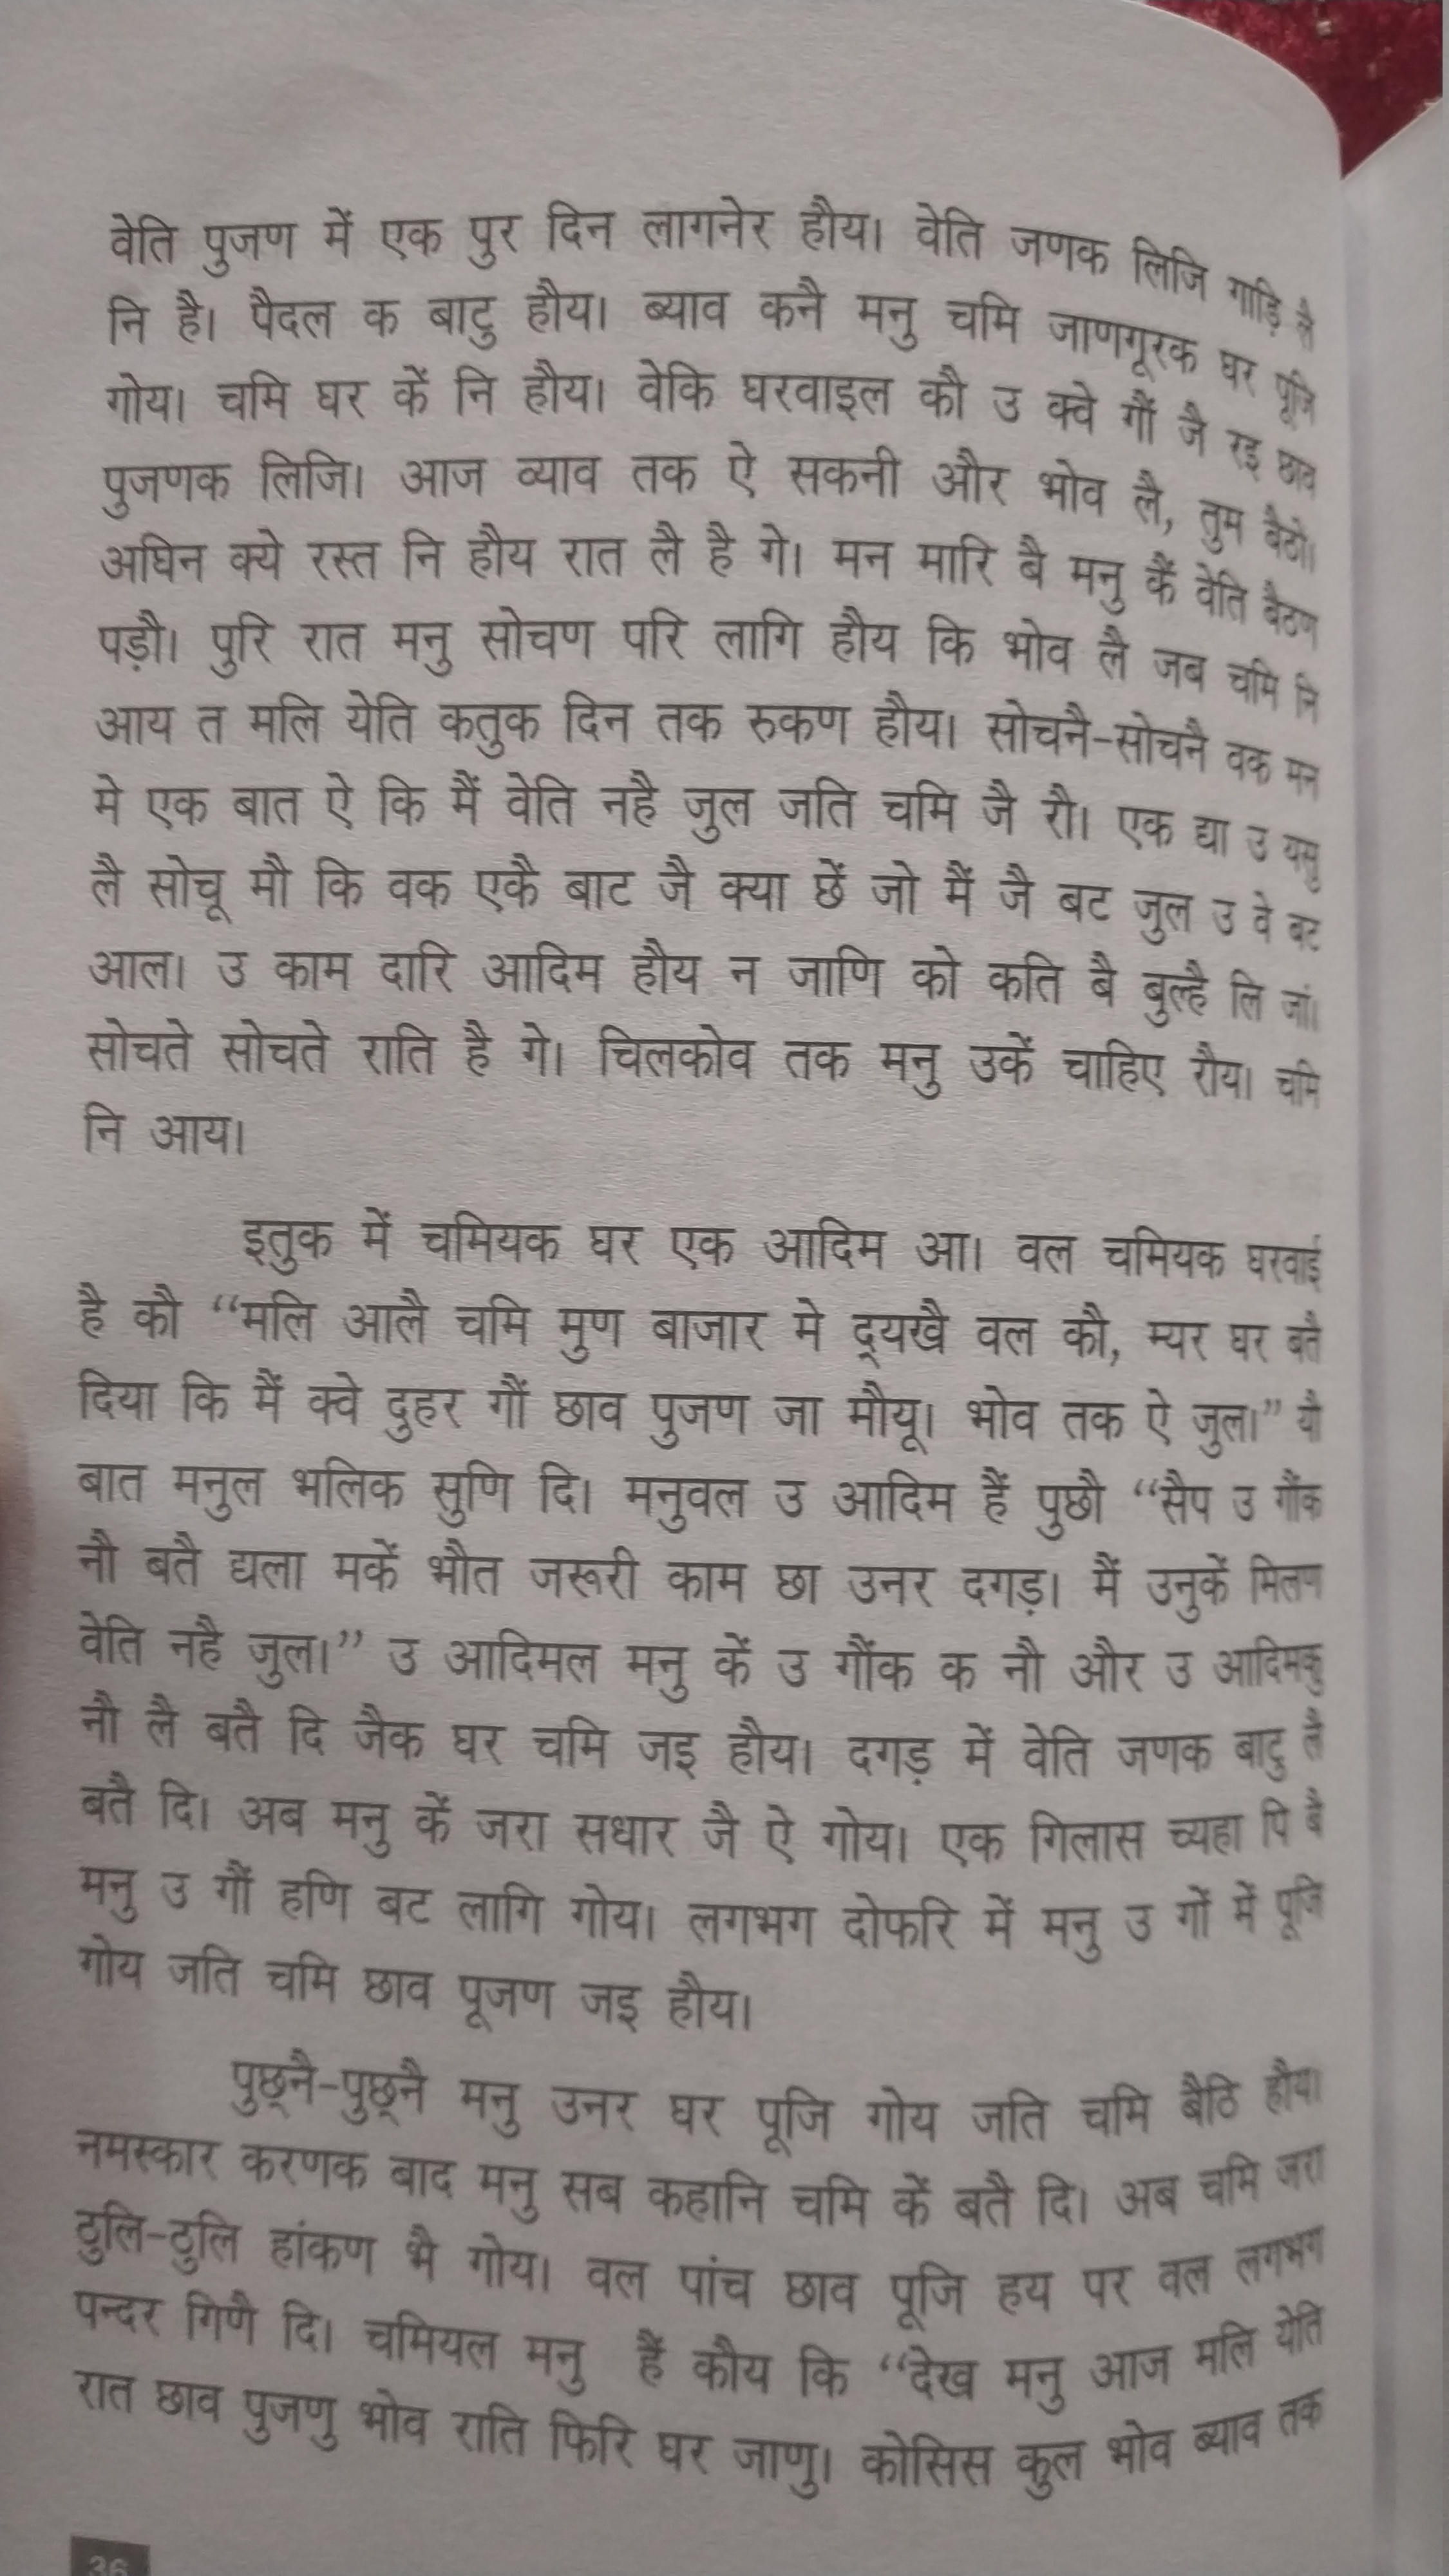 वेति पुजण में एक पुर दिन लागनेर हौय। वेति जणक लिजि गाड़ि लै
नि है। पैदल क बाटु हौय। ब्याव कनै मनु चमि जाणगूरक घर पूजि
गोय। चमि घर कें नि हौय। वेकि घरवाइल कौ उ क्वे गौं जै रइ छाव
पुजणक लिजि। आज व्याव तक ऐ सकनी और भोव लै, तुम बैठो।
अघिन क्ये रस्त नि हौय रात लै है गे। मन मारि बै मनु कैं वेति बैठण
पड़ौ। पुरि रात मनु सोचण परि लागि हौय कि भोव लै जब चमि नि
आय त मलि येति कतुक दिन तक रुकण हौय। सोचनै-सोचनै वक मन
मे एक बात ऐ कि मैं वेति नहै जुल जति चमि जै रौ। एक द्या उ यसु
लै सोचू मौ कि वक एकै बाट जै क्या छें जो मैं जै बट जुल उ वे बट
आल। उ काम दारि आदिम हौय न जाणि को कति बै बुल्है लि जां।
सोचते सोचते राति है गे। चिलकोव तक मनु उकें चाहिए रौय। चमि
नि आय।
इतुक में चमियक घर एक आदिम आ। वल चमियक घरवाई
है कौ “मलि आलै चमि मुण बाजार मे द्‌यखै वल कौ, म्यर घर बतै
दिया कि मैं क्वे दुहर गौं छाव पुजण जा मौयू। भोव तक ऐ जुल।” यौ
बात मनुल भलिक सुणि दि। मनुवल उ आदिम हैं पुछौ “सैप उ गौंक
नौ बतै द्यला मकें भौत जरूरी काम छा उनर दगड़। मैं उनुकें मिलण
वेति नहै जुल।” उ आदिमल मनु कें उ गौंक क नौ और उ आदिमकु
नौ लै बतै दि जैक घर चमि जइ हौय। दगड़ में वेति जणक बाटु लै
बतै दि। अब मनु कें जरा सधार जै ऐ गोय। एक गिलास च्यहा पि बै
मनु उ गौं हणि बट लागि गोय। लगभग दोफरि में मनु उ गों में पूजि
गोय जति चमि छाव पूजण जइ हौय।
पुछ्‌नै-पुछ्‌नै मनु उनर घर पूजि गोय जति चमि बैठि हौय।
नमस्कार करणक बाद मनु सब कहानि चमि कें बतै दि। अब चमि जरा
ठुलि-ठुलि हांकण भै गोय। वल पांच छाव पूजि हय पर वल लगभग
पन्दर गिणै दि। चमियल मनु हैं कौय कि “देख मनु आज मलि येति
रात छाव पुजणु भोव राति फिरि घर जाणु। कोसिस कुल भोव ब्याव तक
36